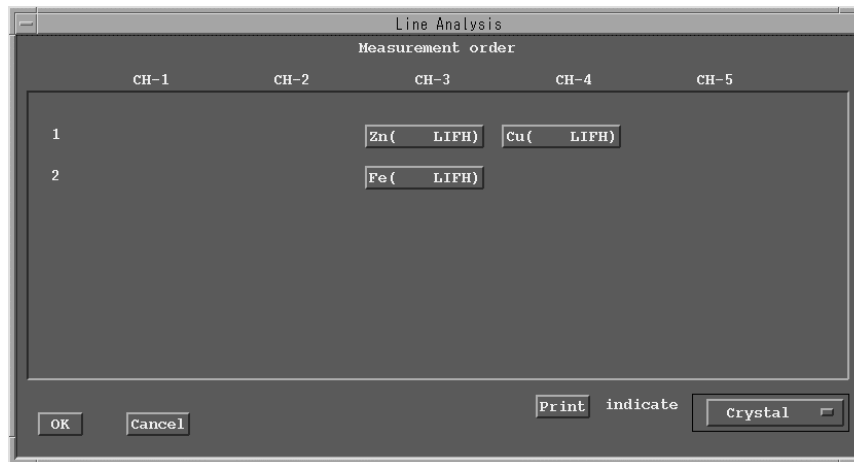 Line Analysis
Measurement order
CH-1 CH-2 CH-3 CH-4 CH-5
1 Zn( LIFH) Cu( LIFH)
2 Fe( LIFH)
Print indicate Crystal
OK Cancel